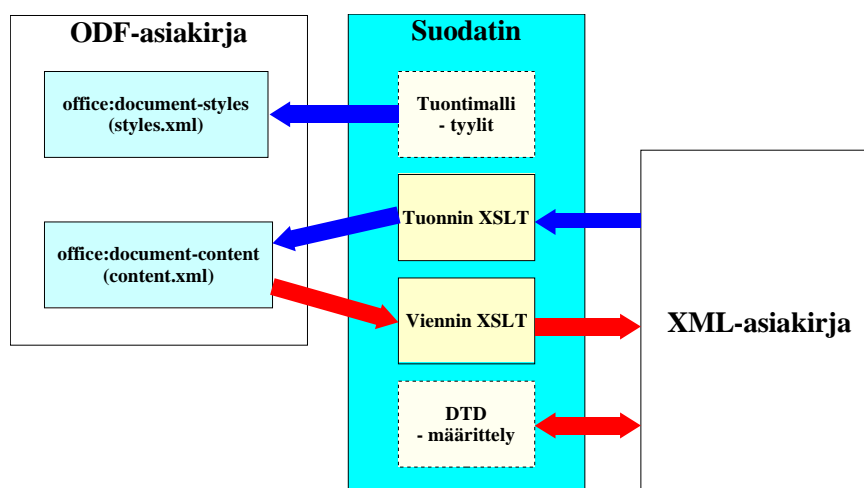 ODF-asiakirja
office:document-styles
(styles.xml)
office:document-content
(content.xml)
Suodatin
Tuontimalli
- tyylit
Tuonnin XSLT
Viennin XSLT
DTD
- määrittely
XML-asiakirja